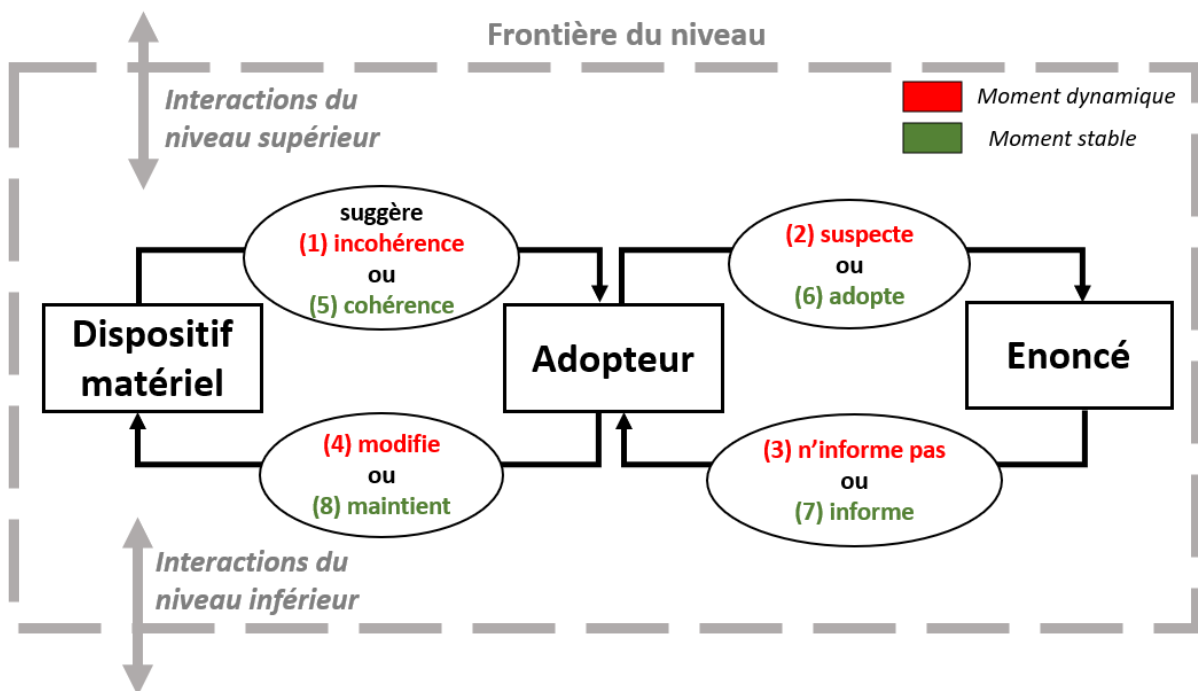 Frontière du niveau
Interactions du
niveau supérieur
Moment dynamique
Moment stable
suggère
(1) incohérence
ou
(5) cohérence
(2) suspecte
ou
(6) adopte
Dispositif
matériel
Adopteur
Enoncé
(4) modifie
ou
(8) maintient
(3) n’informe pas
ou
(7) informe
Interactions du
niveau inférieur